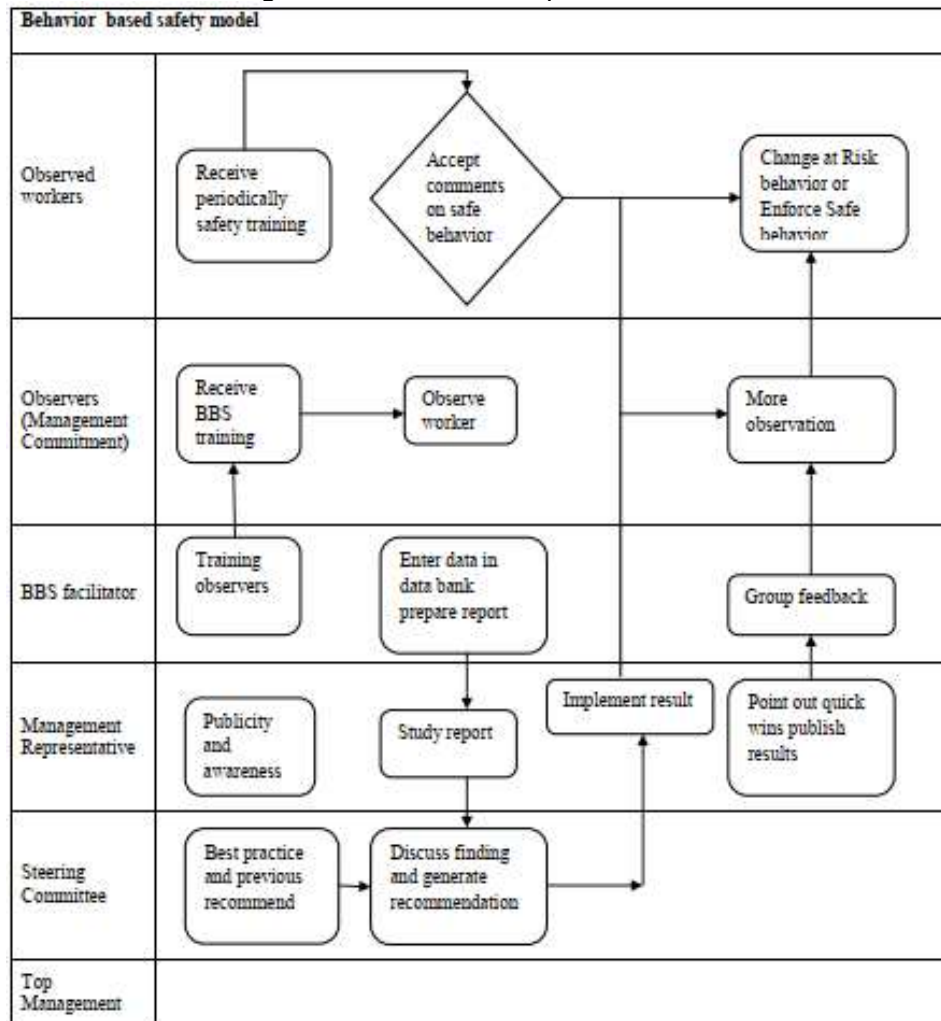 Behavior based safety model
Observed
workers
Receive
periodically
safety training
Accept
comments
on safe
behavior
Change at Risk
behavior or
Enforce Safe
behavior
Observers
(Management
Commitment)
Receive
BBS
training
Observe
worker
More
observation
BBS facilitator
Training
observers
Enter data in
data bank
prepare report
Group feedback
Management
Representative
Publicity
and
awareness
Study report
Implement result
Point out quick
wins publish
results
Steering
Committee
Best practice
and previous
recommend
Discuss finding
and generate
recommendation
Top
Management